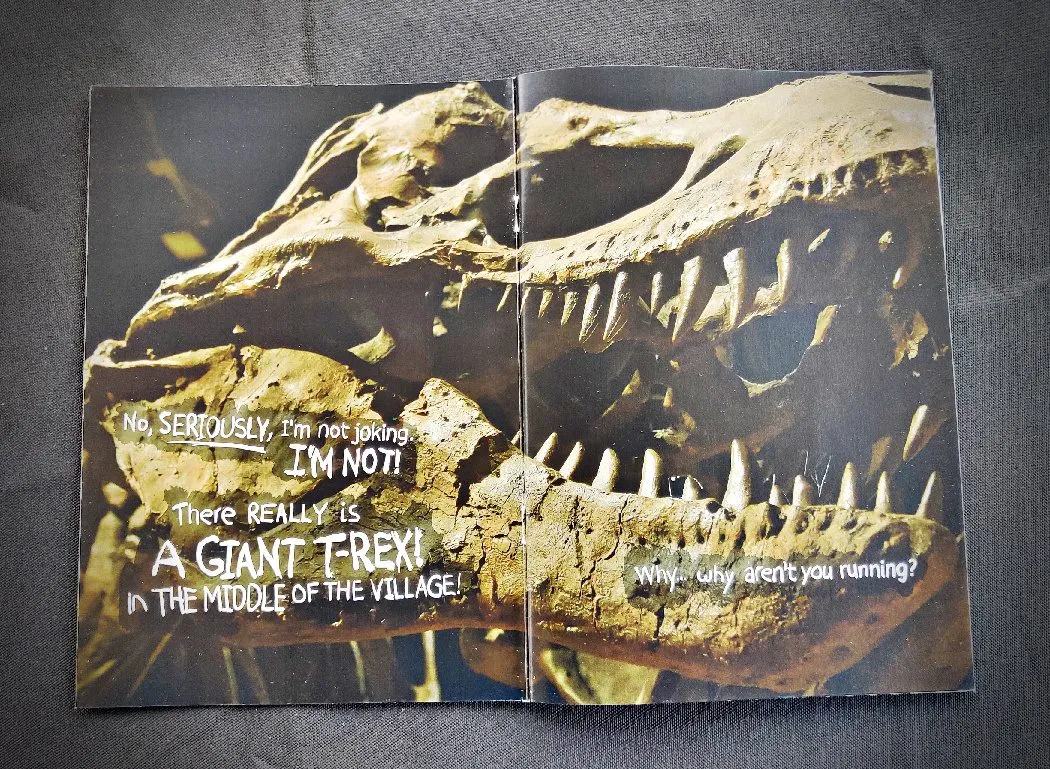 No, SERIOUSLY, I'm not joking.
I'M NOT!
There REALLY is
A GIANT T-REX!
In THE MIDDLE OF THE VILLAGE!
Why... why aren't you running?